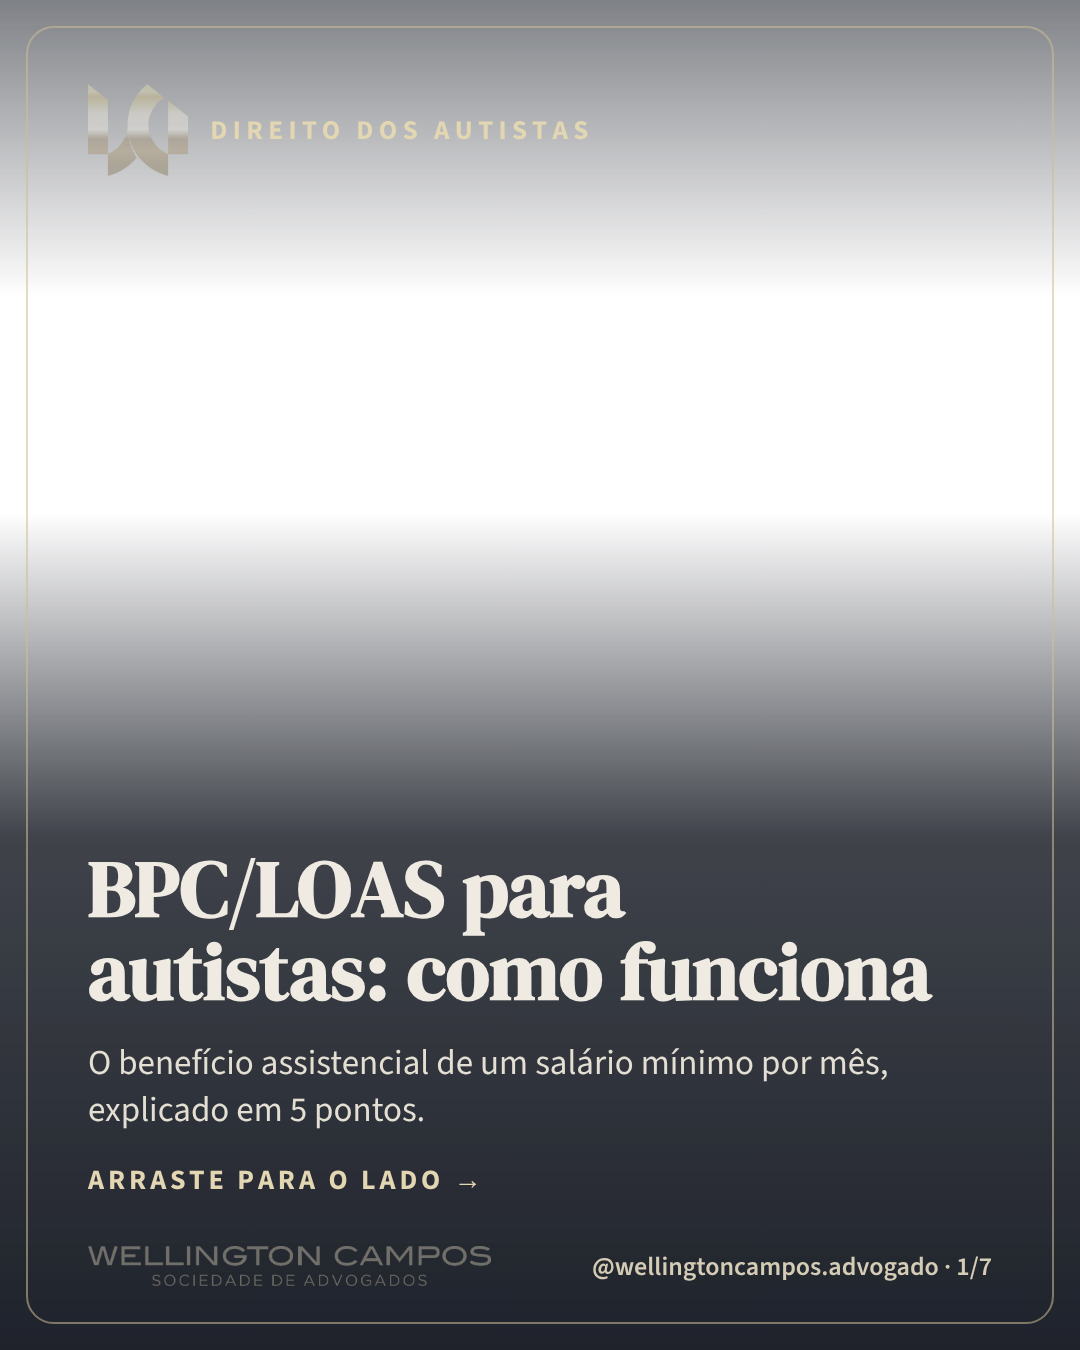 DIREITO DOS AUTISTAS
BPC/LOAS para
autistas: como funciona
O benefício assistencial de um salário mínimo por mês,
explicado em 5 pontos.
ARRASTE PARA O LADO →
WELLINGTON CAMPOS
SOCIEDADE DE ADVOGADOS
@wellingtoncampos.advogado · 1/7